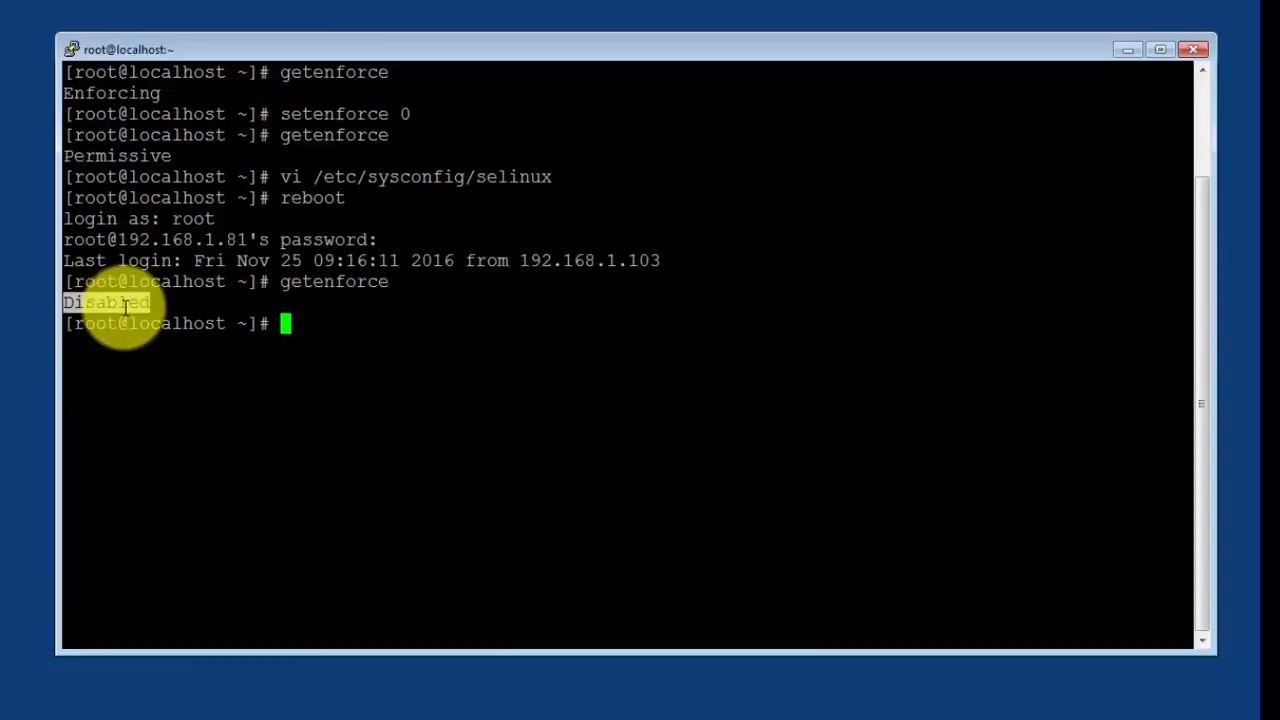 root@localhost:~
[root@localhost ~]# getenforce
Enforcing
[root@localhost ~]# setenforce 0
[root@localhost ~]# getenforce
Permissive
[root@localhost ~]# vi /etc/sysconfig/selinux
[root@localhost ~]# reboot
login as: root
root@192.168.1.81's password:
Last login: Fri Nov 25 09:16:11 2016 from 192.168.1.103
[root@localhost ~]# getenforce
Disabled
[root@localhost ~]#